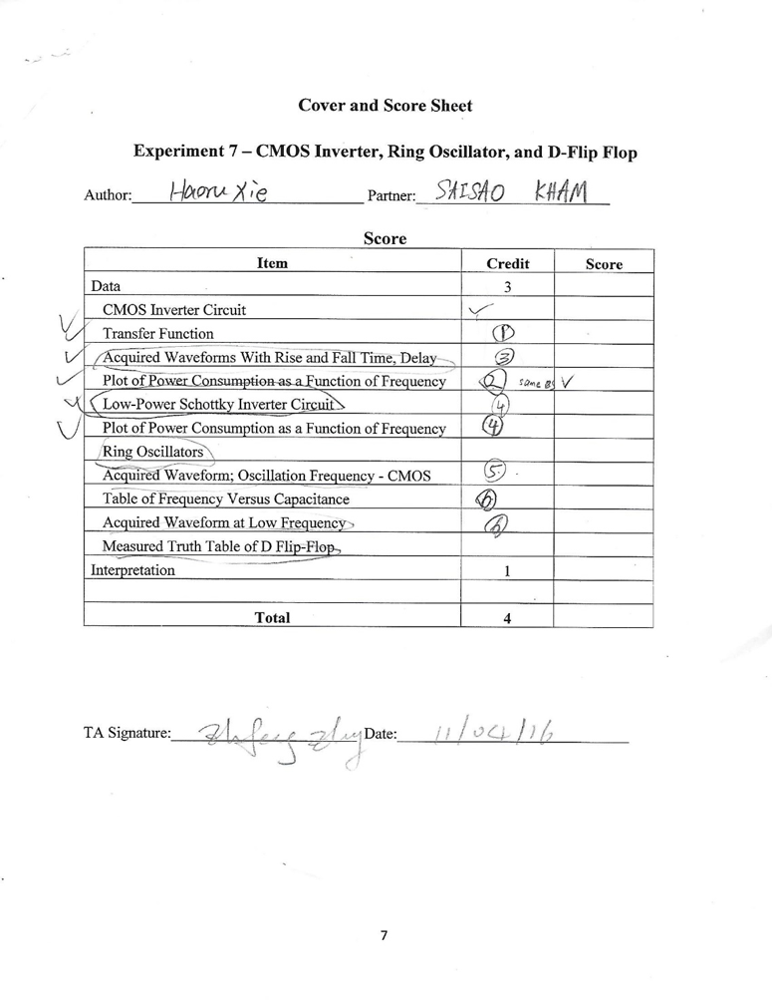 Cover and Score Sheet
Experiment 7 – CMOS Inverter, Ring Oscillator, and D-Flip Flop
Author: Haoru Xie Partner: SAISAO KHAM
Score
Item Credit Score
Data 3
CMOS Inverter Circuit ✓
✓ Transfer Function 1
✓ Acquired Waveforms With Rise and Fall Time, Delay 3
✓ Plot of Power Consumption as a Function of Frequency 2 same as ✓
✓ Low-Power Schottky Inverter Circuit 4
✓ Plot of Power Consumption as a Function of Frequency 4
Ring Oscillators
Acquired Waveform; Oscillation Frequency - CMOS 5
Table of Frequency Versus Capacitance 6
Acquired Waveform at Low Frequency 6
Measured Truth Table of D Flip-Flop
Interpretation 1
Total 4
TA Signature: Date: 11/04/16
7